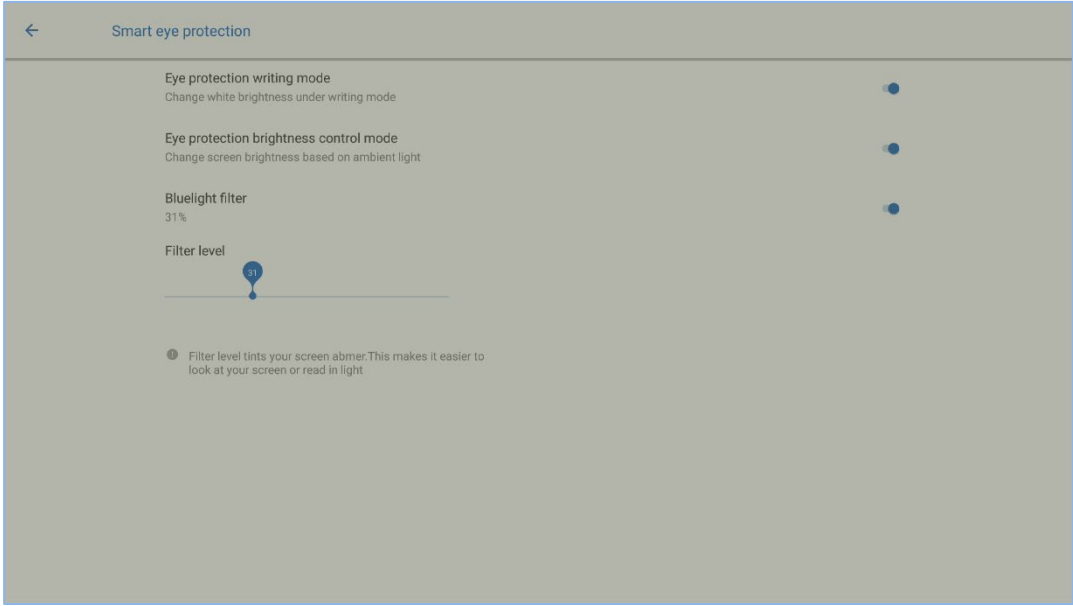 Smart eye protection
Eye protection writing mode
Change white brightness under writing mode
Eye protection brightness control mode
Change screen brightness based on ambient light
Bluelight filter
31%
Filter level
31
Filter level tints your screen abmer.This makes it easier to
look at your screen or read in light